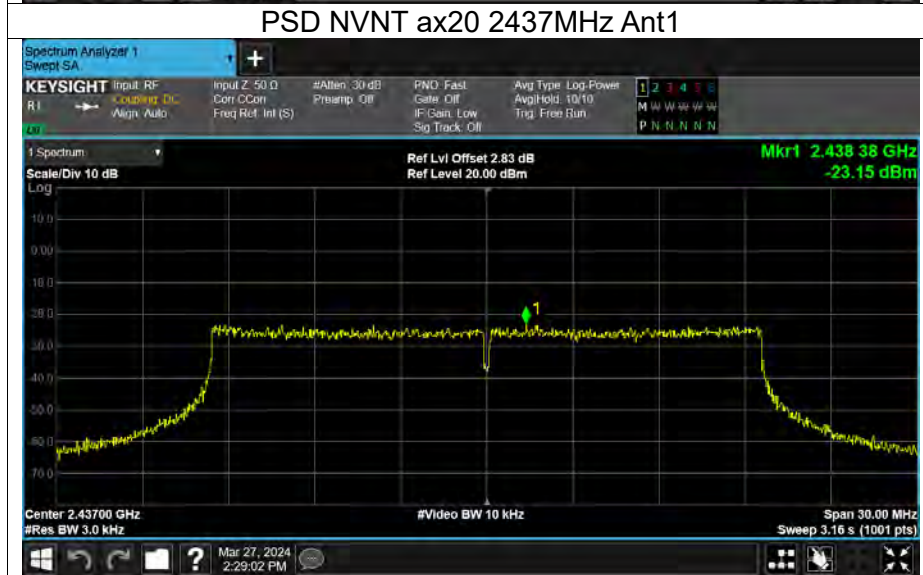 PSD NVNT ax20 2437MHz Ant1
Spectrum Analyzer 1
Swept SA
+
KEYSIGHT Input: RF Input Z: 50 Ω #Atten: 30 dB PNO: Fast Avg Type: Log-Power 1 2 3 4 5 6
Coupling: DC Corr CCorr Preamp: Off Gate: Off Avg|Hold: 10/10 M W W W W W
Align: Auto Freq Ref: Int (S) IF Gain: Low Trig: Free Run
Sig Track: Off P N N N N N
1 Spectrum Ref Lvl Offset 2.83 dB Mkr1 2.438 38 GHz
Scale/Div 10 dB Ref Level 20.00 dBm -23.15 dBm
Log
10.0
0.00
-10.0
-20.0
1
-30.0
-40.0
-50.0
-60.0
-70.0
Center 2.43700 GHz #Video BW 10 kHz Span 30.00 MHz
#Res BW 3.0 kHz Sweep 3.16 s (1001 pts)
? Mar 27, 2024
2:29:02 PM